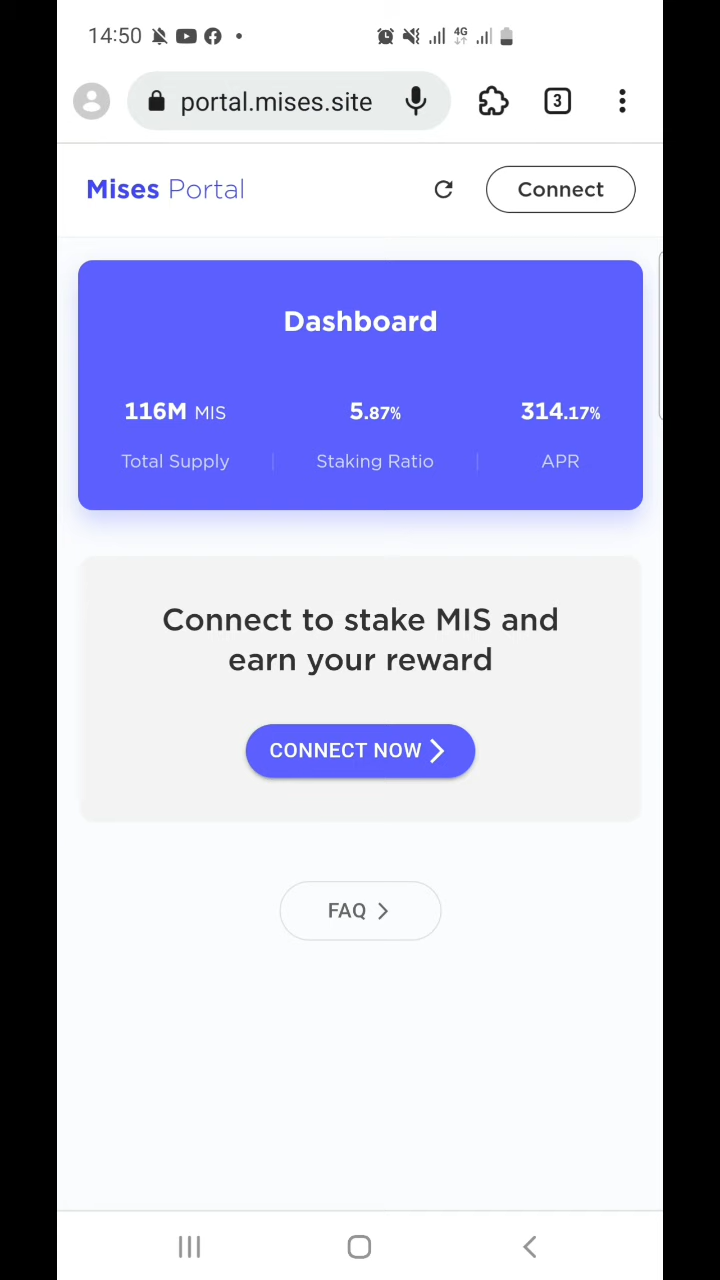 14:50
4G
portal.mises.site
3
Mises Portal
Connect
Dashboard
116M MIS 5.87% 314.17%
Total Supply Staking Ratio APR
Connect to stake MIS and
earn your reward
CONNECT NOW
FAQ